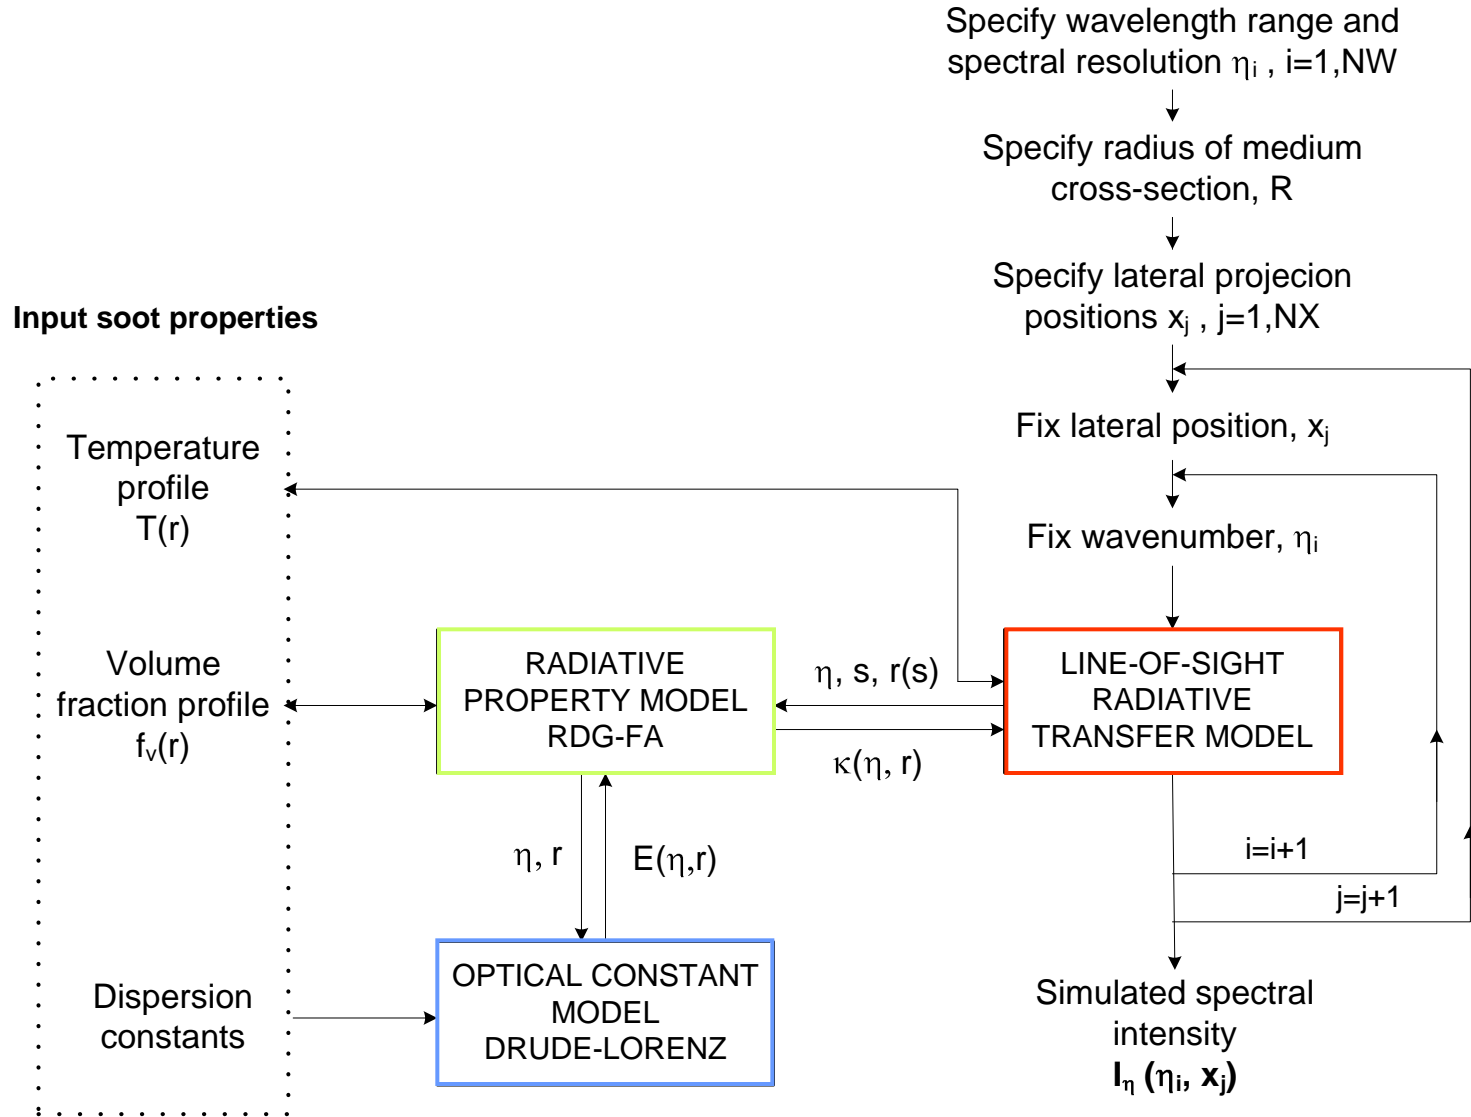 Specify wavelength range and
spectral resolution ηi , i=1,NW
Specify radius of medium
cross-section, R
Specify lateral projecion
positions xj , j=1,NX
Input soot properties
Fix lateral position, xj
Temperature
profile
T(r)
Fix wavenumber, ηi
Volume
fraction profile
fv(r)
RADIATIVE
PROPERTY MODEL
RDG-FA
η, s, r(s)
κ(η, r)
LINE-OF-SIGHT
RADIATIVE
TRANSFER MODEL
η, r
E(η,r)
i=i+1
j=j+1
Dispersion
constants
OPTICAL CONSTANT
MODEL
DRUDE-LORENZ
Simulated spectral
intensity
Iη (ηi, xj)